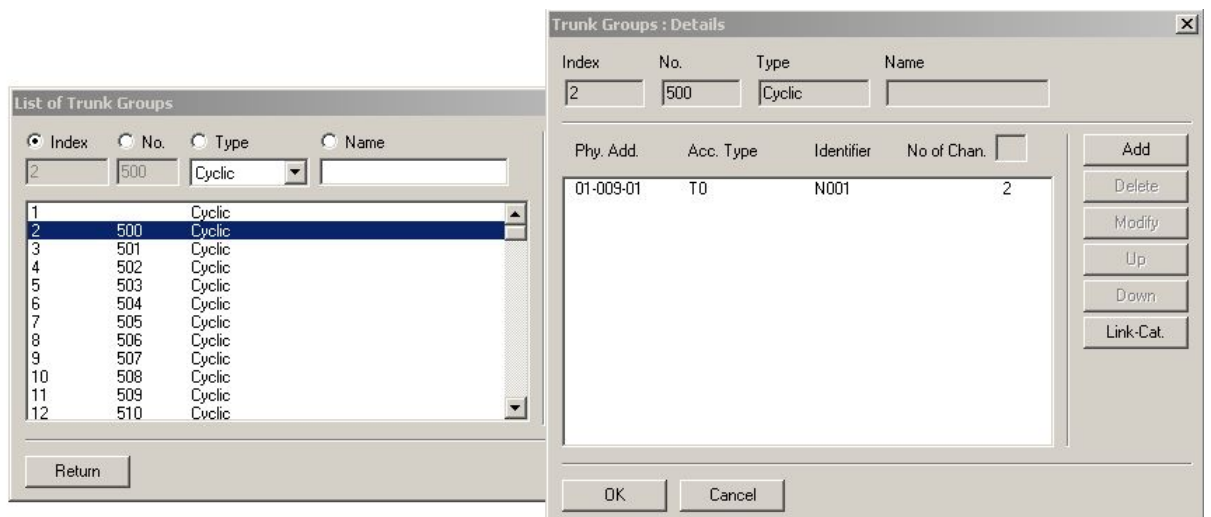 List of Trunk Groups
Index No. Type Name
2 500 Cyclic
1 Cyclic
2 500 Cyclic
3 501 Cyclic
4 502 Cyclic
5 503 Cyclic
6 504 Cyclic
7 505 Cyclic
8 506 Cyclic
9 507 Cyclic
10 508 Cyclic
11 509 Cyclic
12 510 Cyclic
Return
Trunk Groups : Details
Index No. Type Name
2 500 Cyclic
Phy. Add. Acc. Type Identifier No of Chan.
01-009-01 T0 N001 2
Add
Delete
Modify
Up
Down
Link-Cat.
OK Cancel